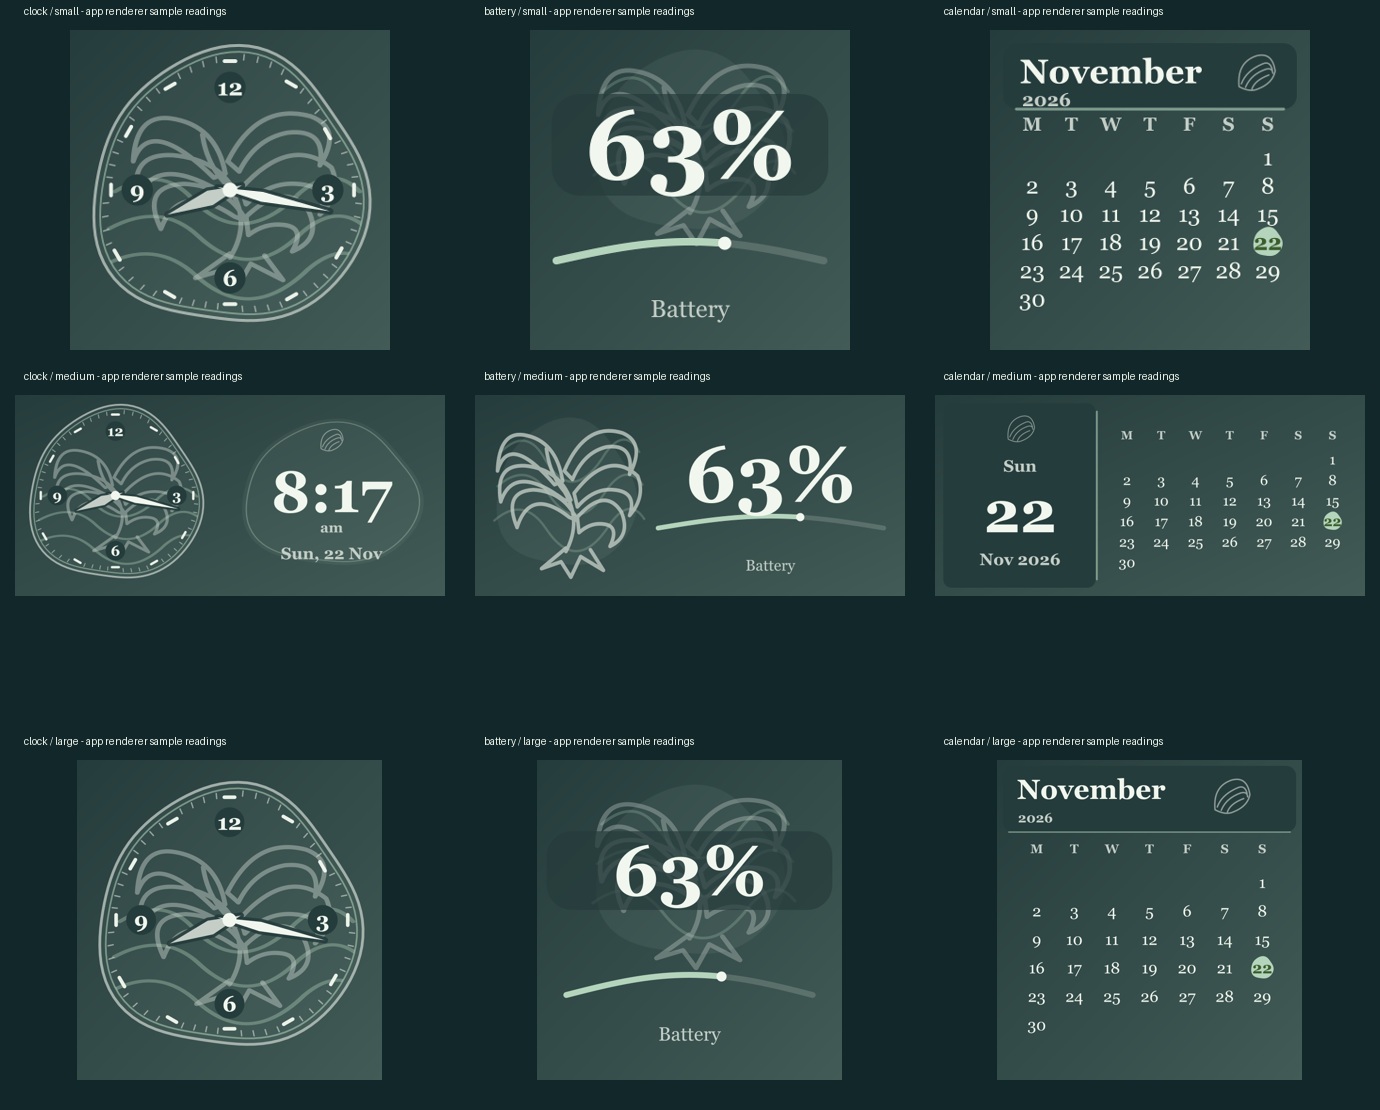 clock / small - app renderer sample readings
12
9
3
6
battery / small - app renderer sample readings
63%
Battery
calendar / small - app renderer sample readings
November
2026
M T W T F S S
1
2 3 4 5 6 7 8
9 10 11 12 13 14 15
16 17 18 19 20 21 22
23 24 25 26 27 28 29
30
clock / medium - app renderer sample readings
12
9
3
6
8:17
am
Sun, 22 Nov
battery / medium - app renderer sample readings
63%
Battery
calendar / medium - app renderer sample readings
Sun
22
Nov 2026
M T W T F S S
1
2 3 4 5 6 7 8
9 10 11 12 13 14 15
16 17 18 19 20 21 22
23 24 25 26 27 28 29
30
clock / large - app renderer sample readings
12
9
3
6
battery / large - app renderer sample readings
63%
Battery
calendar / large - app renderer sample readings
November
2026
M T W T F S S
1
2 3 4 5 6 7 8
9 10 11 12 13 14 15
16 17 18 19 20 21 22
23 24 25 26 27 28 29
30